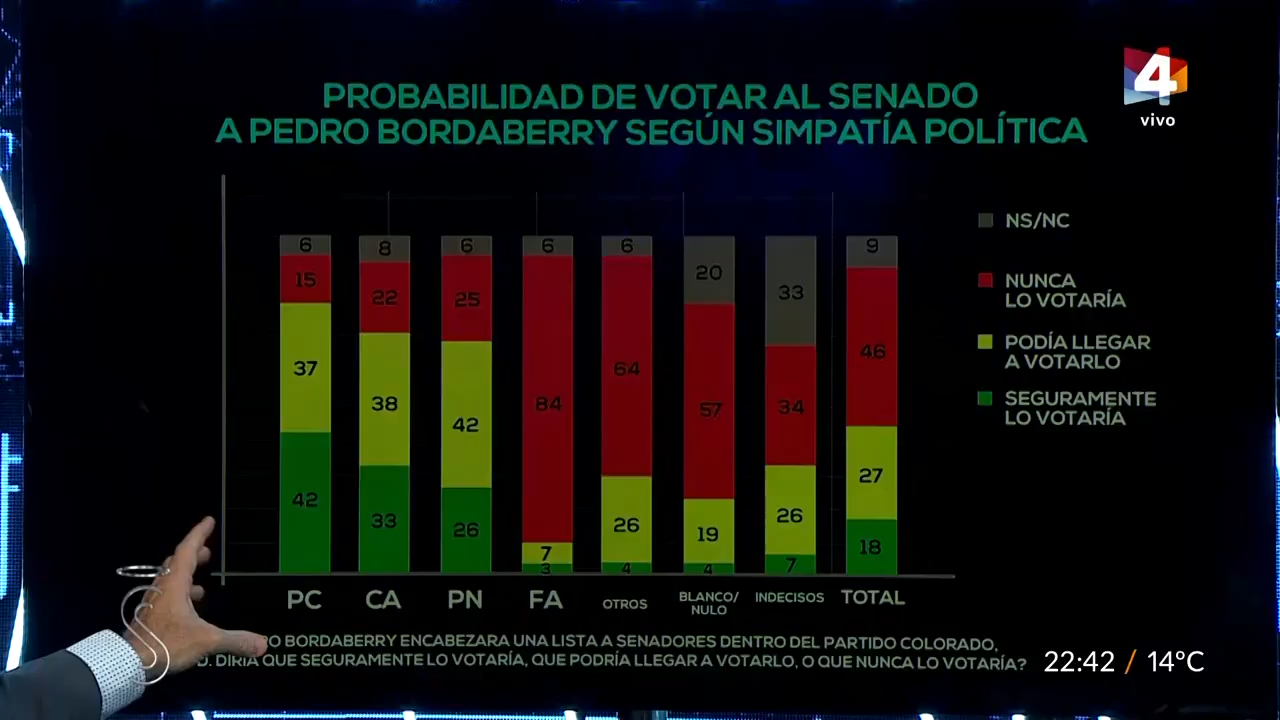 4
vivo
PROBABILIDAD DE VOTAR AL SENADO
A PEDRO BORDABERRY SEGÚN SIMPATÍA POLÍTICA
NS/NC
NUNCA
LO VOTARÍA
PODÍA LLEGAR
A VOTARLO
SEGURAMENTE
LO VOTARÍA
6 8 6 6 6 20 33 9
15 22 25 84 64 57 34 46
37 38 42 7 26 19 26 27
42 33 26 3 4 4 7 18
PC CA PN FA OTROS BLANCO/ INDECISOS TOTAL
NULO
BORDABERRY ENCABEZARA UNA LISTA A SENADORES DENTRO DEL PARTIDO COLORADO,
DIRÍA QUE SEGURAMENTE LO VOTARÍA, QUE PODRÍA LLEGAR A VOTARLO, O QUE NUNCA LO VOTARÍA?
22:42 / 14°C